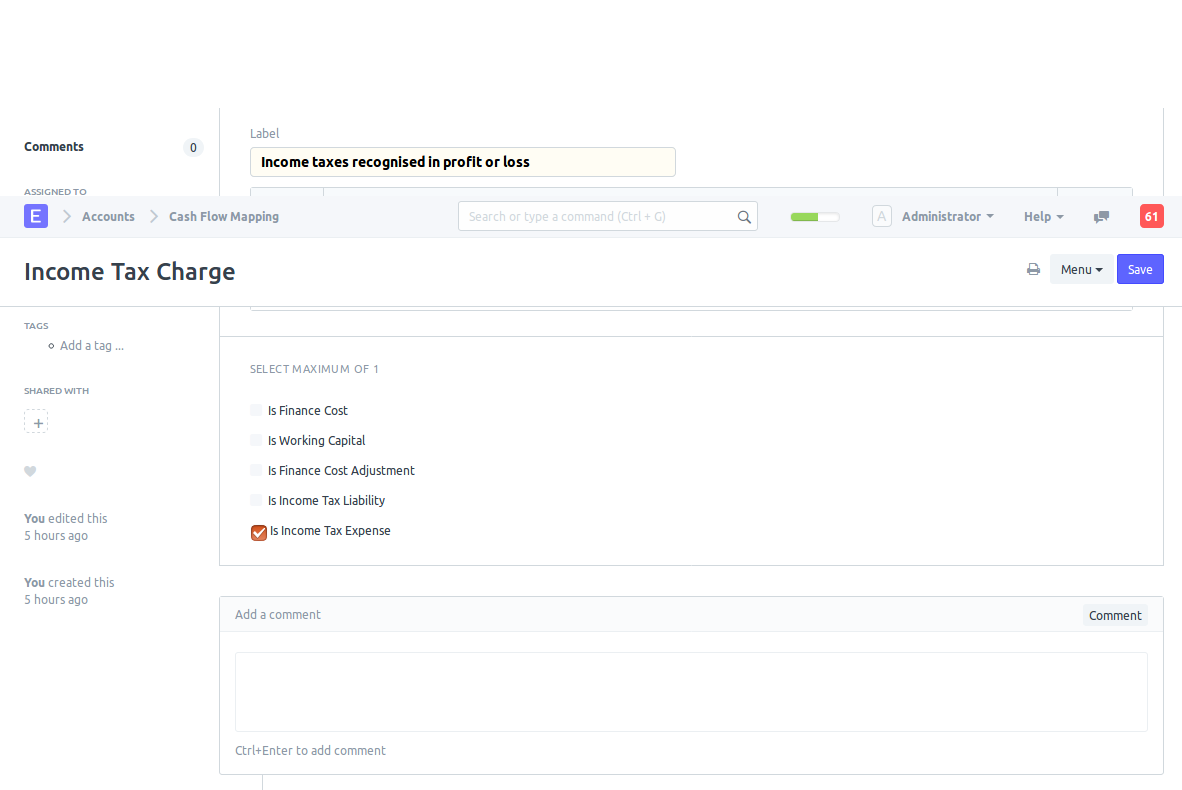 Label
Comments 0
Income taxes recognised in profit or loss
ASSIGNED TO
E Accounts Cash Flow Mapping Search or type a command (Ctrl + G) A Administrator Help 61
Income Tax Charge Menu Save
TAGS
Add a tag ...
SELECT MAXIMUM OF 1
SHARED WITH
Is Finance Cost
+
Is Working Capital
Is Finance Cost Adjustment
Is Income Tax Liability
You edited this
5 hours ago
Is Income Tax Expense
You created this
5 hours ago
Add a comment Comment
Ctrl+Enter to add comment